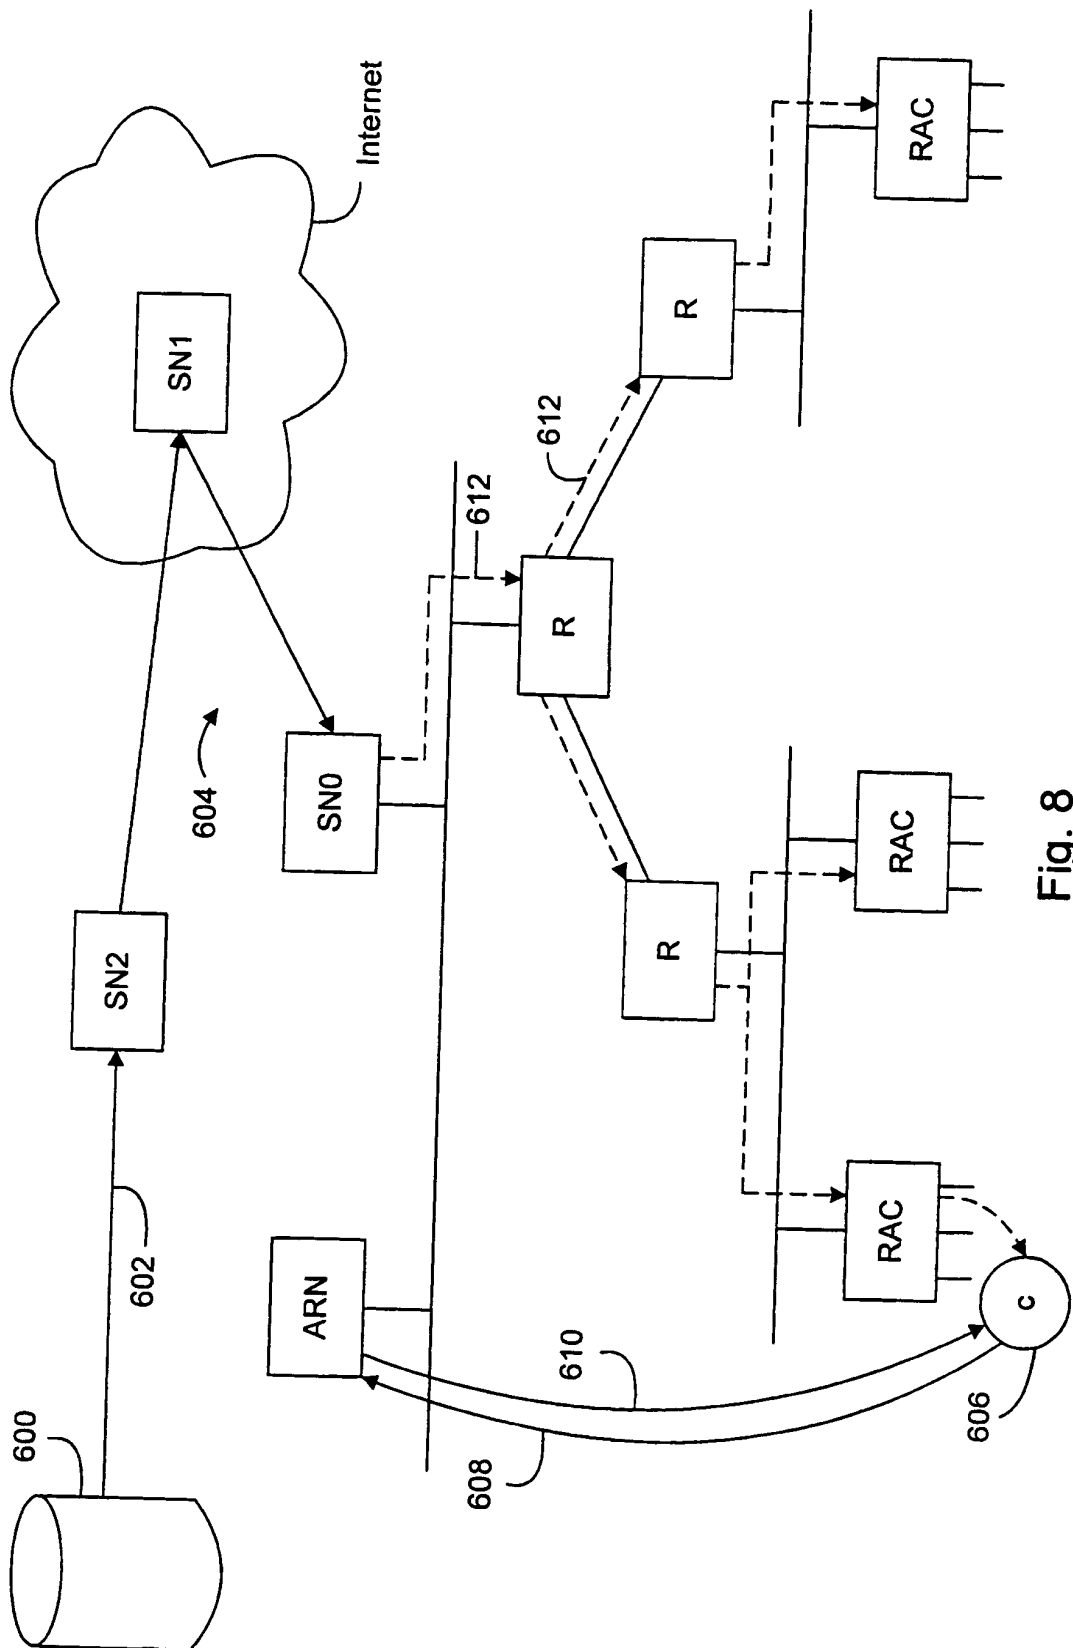 600
602
SN2
SN1
Internet
604
ARN
SN0
612
608
610
R
612
R
R
606
C
RAC
RAC
RAC
Fig. 8